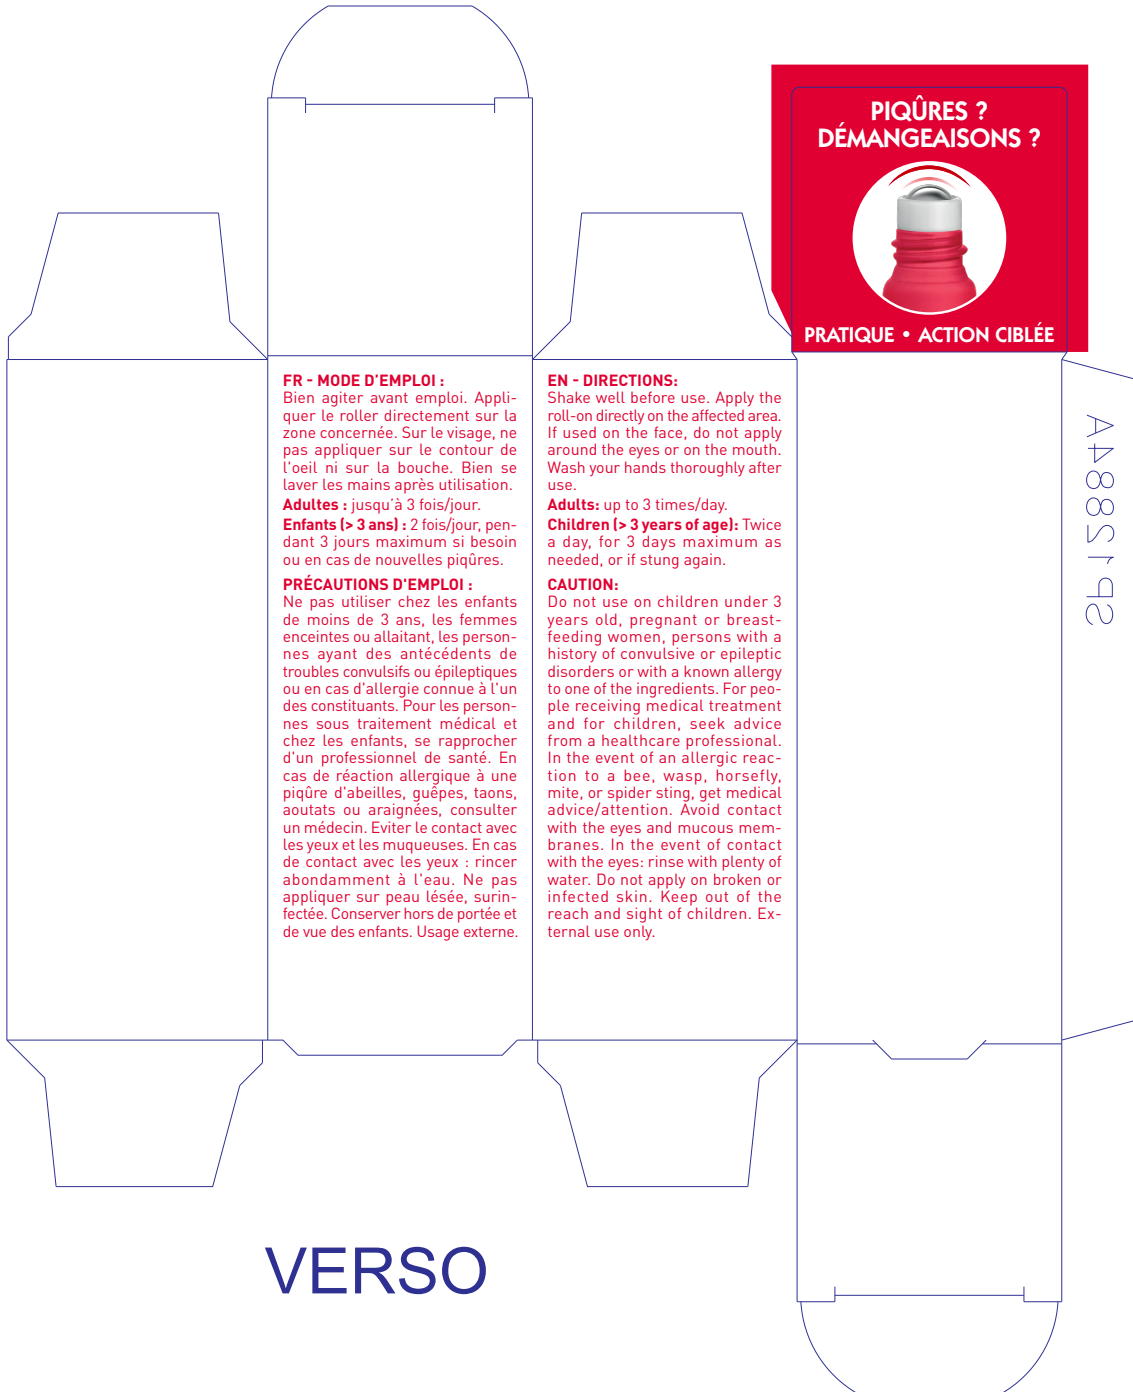 PIQÛRES ?
DÉMANGEAISONS ?
PRATIQUE • ACTION CIBLÉE
FR - MODE D'EMPLOI :
Bien agiter avant emploi. Appli-
quer le roller directement sur la
zone concernée. Sur le visage, ne
pas appliquer sur le contour de
l'oeil ni sur la bouche. Bien se
laver les mains après utilisation.
Adultes : jusqu'à 3 fois/jour.
Enfants (> 3 ans) : 2 fois/jour, pen-
dant 3 jours maximum si besoin
ou en cas de nouvelles piqûres.
PRÉCAUTIONS D'EMPLOI :
Ne pas utiliser chez les enfants
de moins de 3 ans, les femmes
enceintes ou allaitant, les person-
nes ayant des antécédents de
troubles convulsifs ou épileptiques
ou en cas d'allergie connue à l'un
des constituants. Pour les person-
nes sous traitement médical et
chez les enfants, se rapprocher
d'un professionnel de santé. En
cas de réaction allergique à une
piqûre d'abeilles, guêpes, taons,
aoutats ou araignées, consulter
un médecin. Eviter le contact avec
les yeux et les muqueuses. En cas
de contact avec les yeux : rincer
abondamment à l'eau. Ne pas
appliquer sur peau lésée, surin-
fectée. Conserver hors de portée et
de vue des enfants. Usage externe.
EN - DIRECTIONS:
Shake well before use. Apply the
roll-on directly on the affected area.
If used on the face, do not apply
around the eyes or on the mouth.
Wash your hands thoroughly after
use.
Adults: up to 3 times/day.
Children (> 3 years of age): Twice
a day, for 3 days maximum as
needed, or if stung again.
CAUTION:
Do not use on children under 3
years old, pregnant or breast-
feeding women, persons with a
history of convulsive or epileptic
disorders or with a known allergy
to one of the ingredients. For peo-
ple receiving medical treatment
and for children, seek advice
from a healthcare professional.
In the event of an allergic reac-
tion to a bee, wasp, horsefly,
mite, or spider sting, get medical
advice/attention. Avoid contact
with the eyes and mucous mem-
branes. In the event of contact
with the eyes: rinse with plenty of
water. Do not apply on broken or
infected skin. Keep out of the
reach and sight of children. Ex-
ternal use only.
A48821PS
VERSO